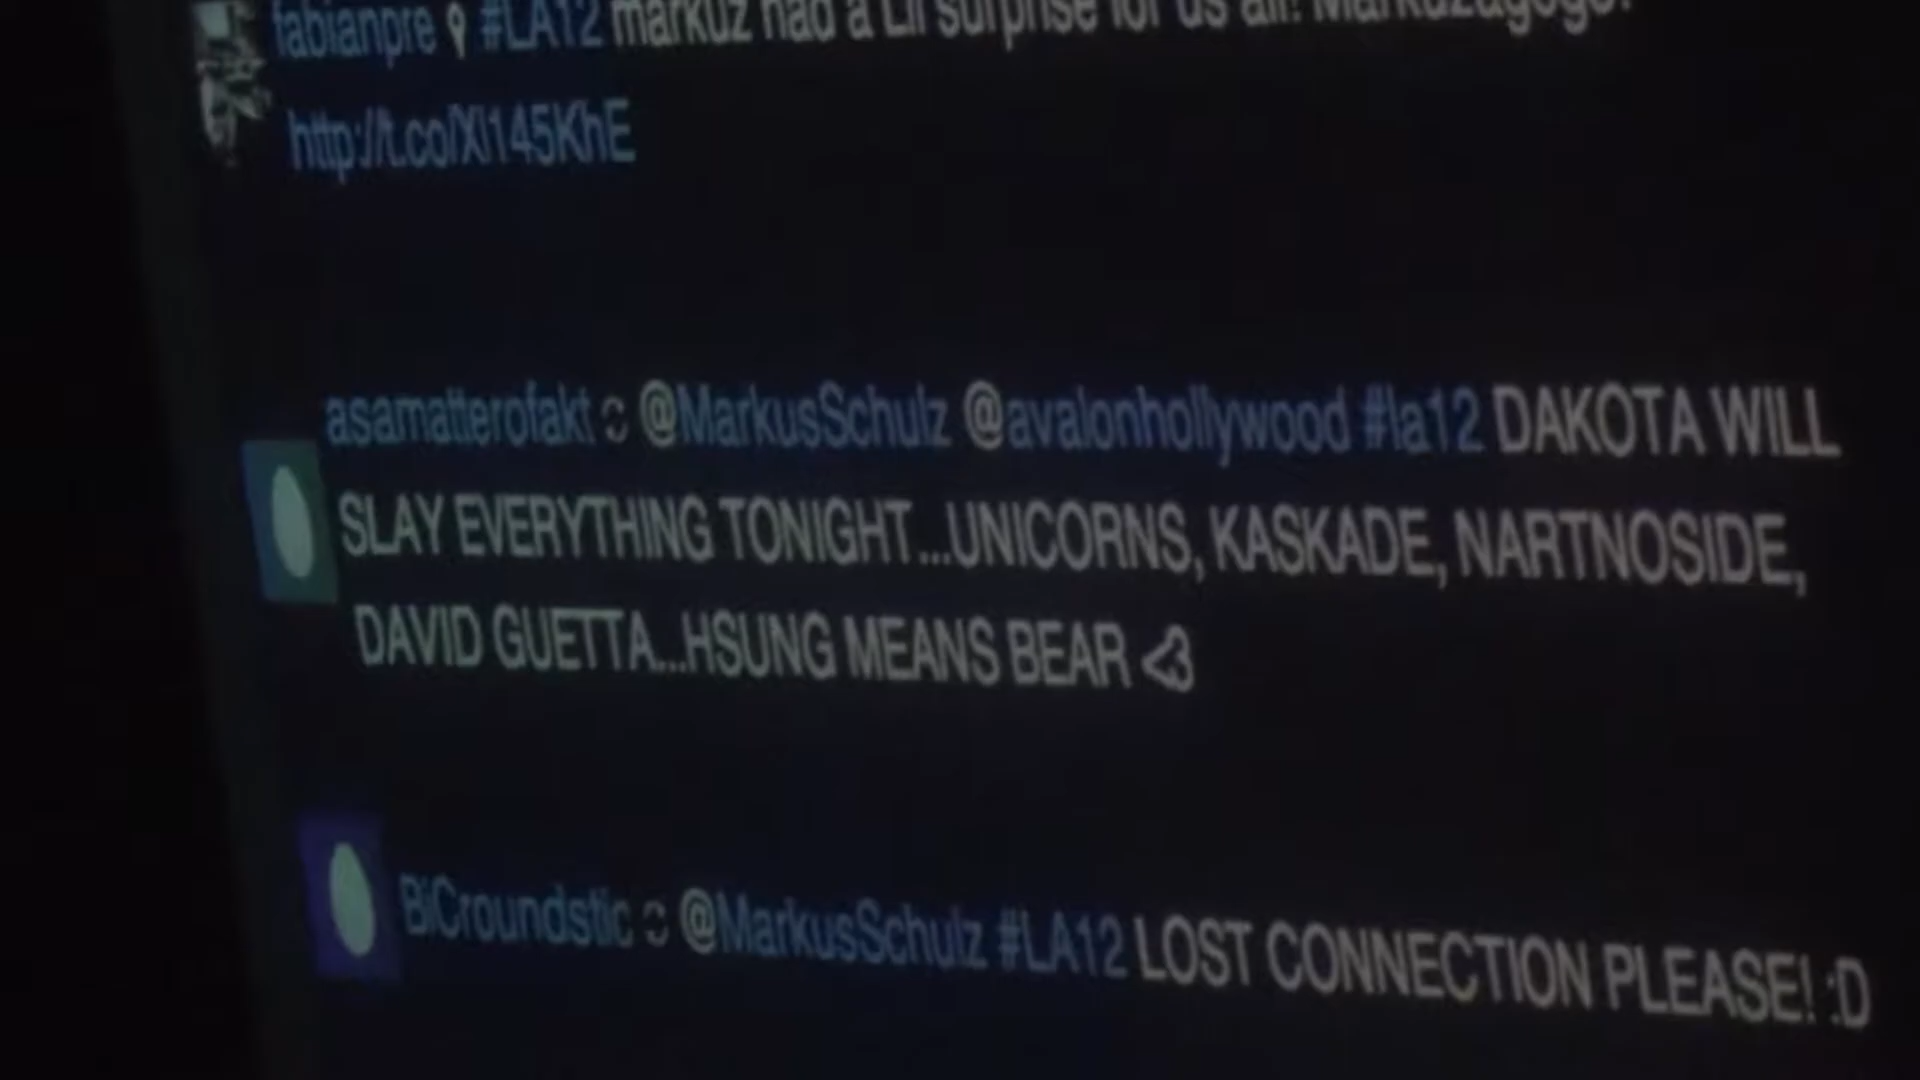 fabianpre #LA12 markuz had a Lil surprise for us all! Markuzagogo!
http://t.co/Xl145KhE
asamatterofakt @MarkusSchulz @avalonhollywood #la12 DAKOTA WILL
SLAY EVERYTHING TONIGHT...UNICORNS, KASKADE, NARTNOSIDE,
DAVID GUETTA...HSUNG MEANS BEAR <3
BiCroundstic @MarkusSchulz #LA12 LOST CONNECTION PLEASE! :D